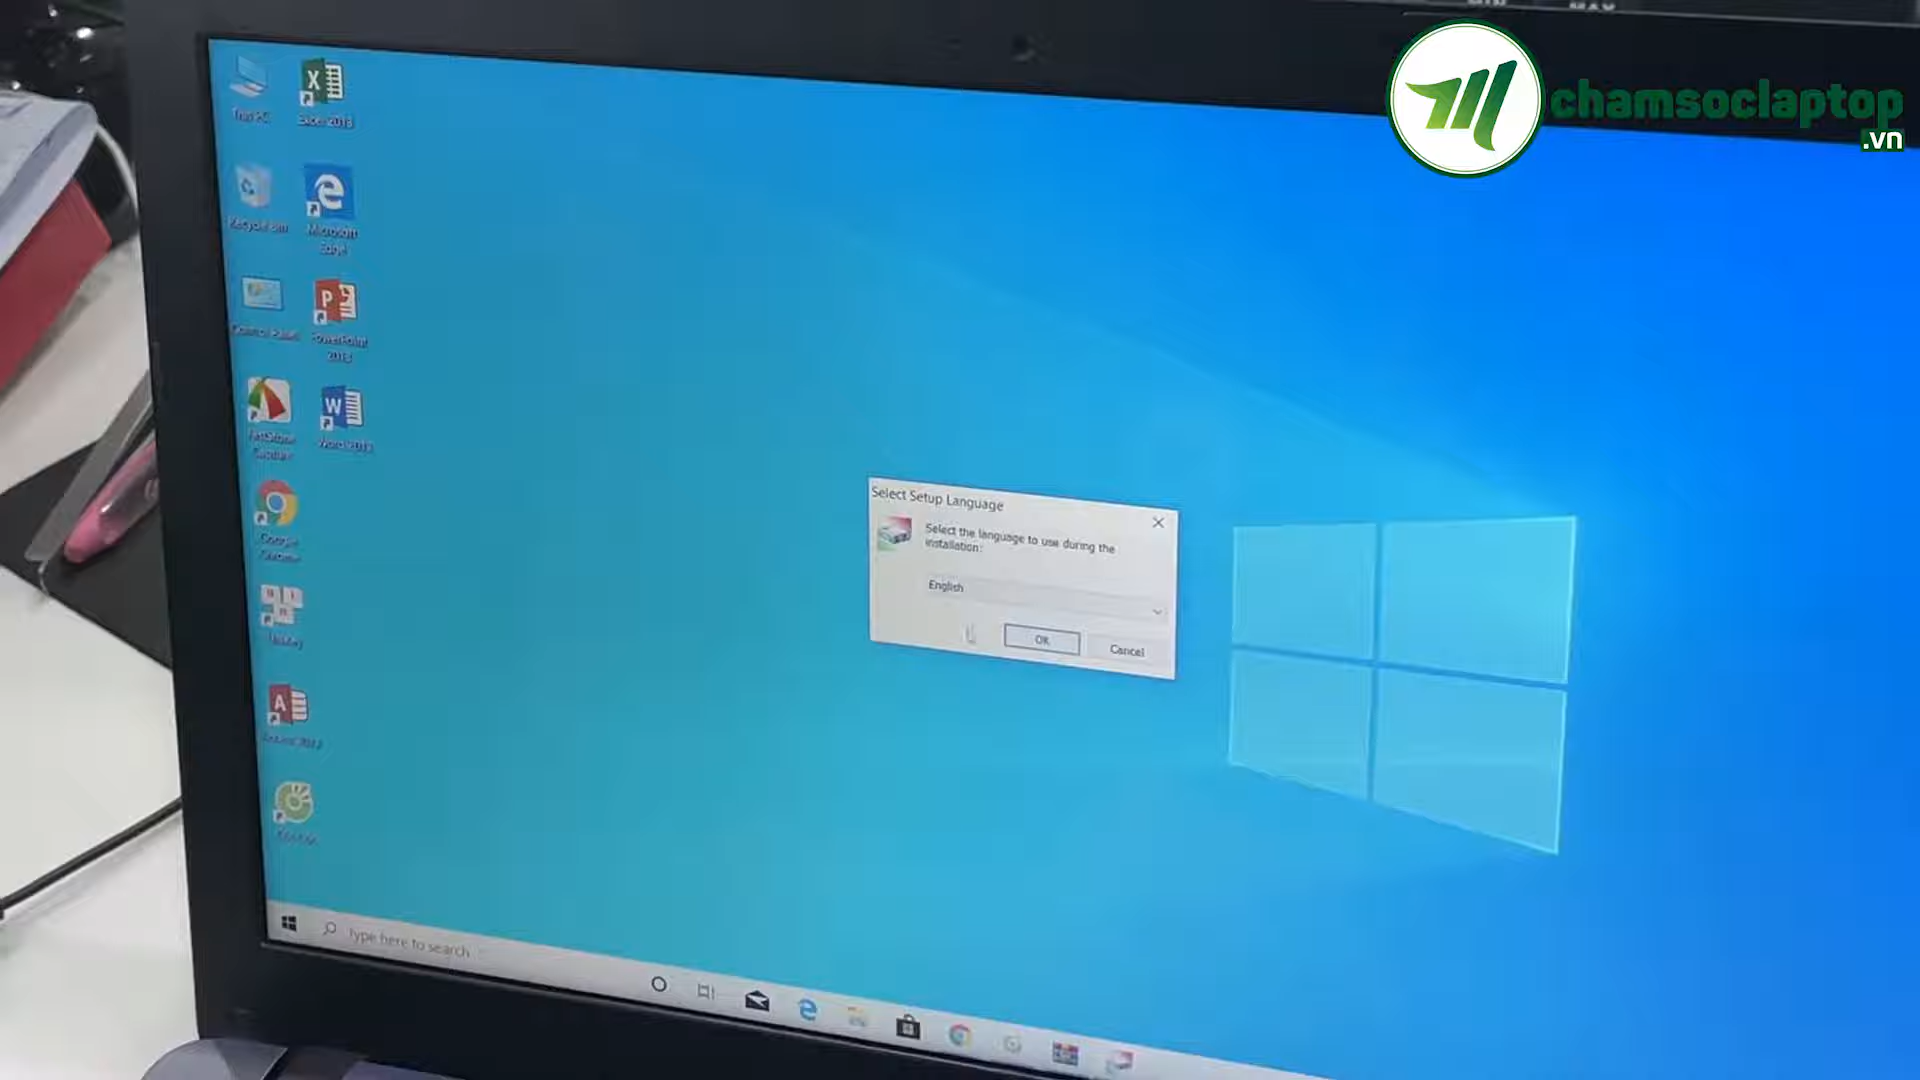 MIN MAX
chamsoclaptop
.vn
This PC
Excel 2013
Recycle Bin
Microsoft
Edge
Control Panel
PowerPoint
2013
FastStone
Capture
Word 2013
Google
Chrome
Unikey
Access 2013
Select Setup Language
Select the language to use during the
installation:
English
OK
Cancel
Type here to search